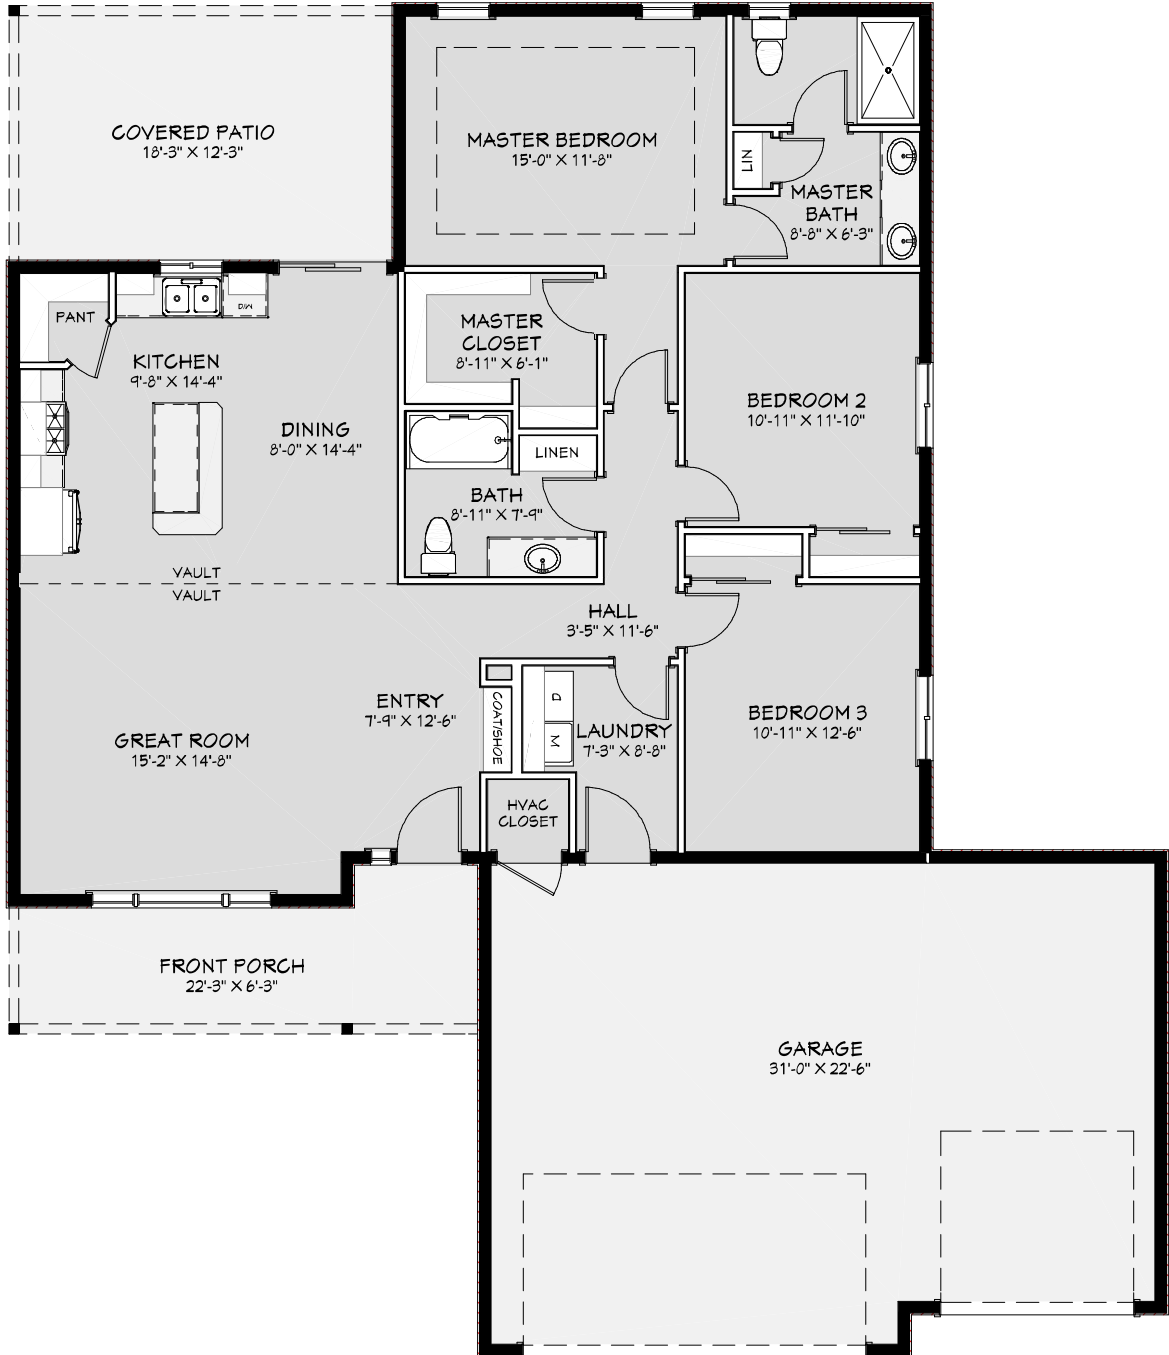 COVERED PATIO
18'-3" X 12'-3"
MASTER BEDROOM
15'-0" X 11'-8"
LIN
MASTER
BATH
8'-8" X 6'-3"
PANT
D/W
KITCHEN
9'-8" X 14'-4"
MASTER
CLOSET
8'-11" X 6'-1"
BEDROOM 2
10'-11" X 11'-10"
DINING
8'-0" X 14'-4"
LINEN
BATH
8'-11" X 7'-9"
VAULT
VAULT
HALL
3'-5" X 11'-6"
ENTRY
7'-9" X 12'-6"
COAT/SHOE
D
W
LAUNDRY
7'-3" X 8'-8"
BEDROOM 3
10'-11" X 12'-6"
GREAT ROOM
15'-2" X 14'-8"
HVAC
CLOSET
FRONT PORCH
22'-3" X 6'-3"
GARAGE
31'-0" X 22'-6"